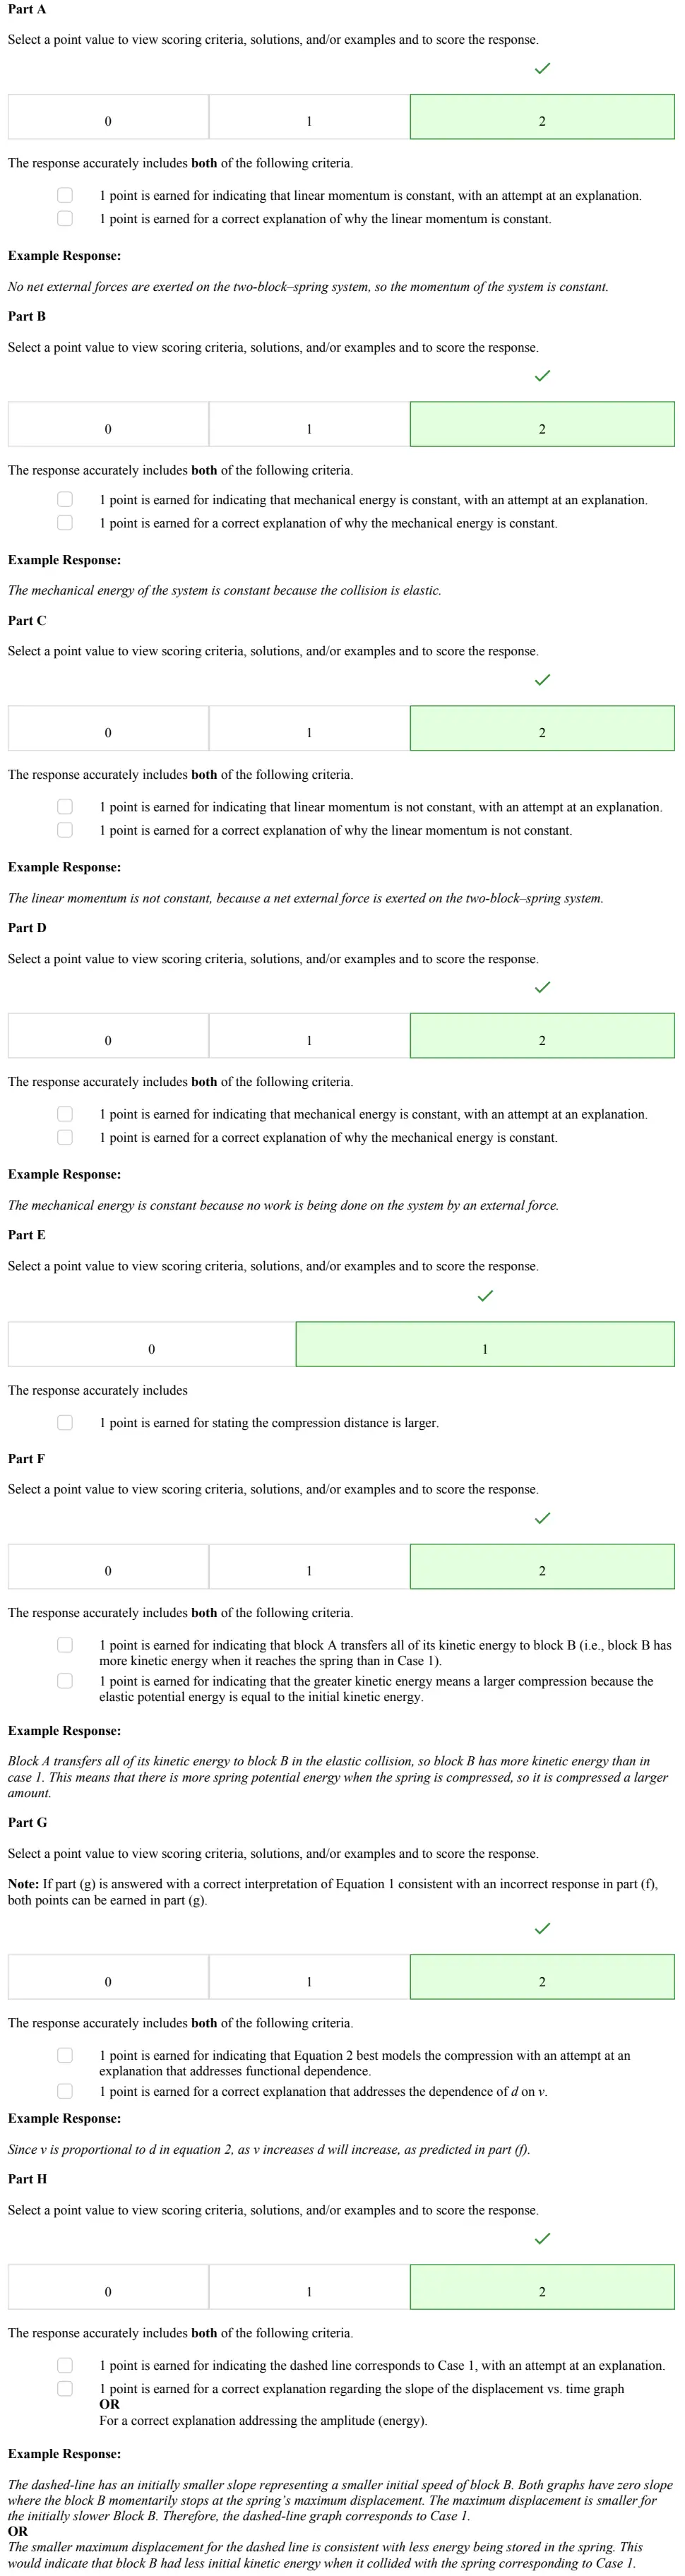 Part A
Select a point value to view scoring criteria, solutions, and/or examples and to score the response.
0 1 2
The response accurately includes both of the following criteria.
1 point is earned for indicating that linear momentum is constant, with an attempt at an explanation.
1 point is earned for a correct explanation of why the linear momentum is constant.
Example Response:
No net external forces are exerted on the two-block–spring system, so the momentum of the system is constant.
Part B
Select a point value to view scoring criteria, solutions, and/or examples and to score the response.
0 1 2
The response accurately includes both of the following criteria.
1 point is earned for indicating that mechanical energy is constant, with an attempt at an explanation.
1 point is earned for a correct explanation of why the mechanical energy is constant.
Example Response:
The mechanical energy of the system is constant because the collision is elastic.
Part C
Select a point value to view scoring criteria, solutions, and/or examples and to score the response.
0 1 2
The response accurately includes both of the following criteria.
1 point is earned for indicating that linear momentum is not constant, with an attempt at an explanation.
1 point is earned for a correct explanation of why the linear momentum is not constant.
Example Response:
The linear momentum is not constant, because a net external force is exerted on the two-block–spring system.
Part D
Select a point value to view scoring criteria, solutions, and/or examples and to score the response.
0 1 2
The response accurately includes both of the following criteria.
1 point is earned for indicating that mechanical energy is constant, with an attempt at an explanation.
1 point is earned for a correct explanation of why the mechanical energy is constant.
Example Response:
The mechanical energy is constant because no work is being done on the system by an external force.
Part E
Select a point value to view scoring criteria, solutions, and/or examples and to score the response.
0 1
The response accurately includes
1 point is earned for stating the compression distance is larger.
Part F
Select a point value to view scoring criteria, solutions, and/or examples and to score the response.
0 1 2
The response accurately includes both of the following criteria.
1 point is earned for indicating that block A transfers all of its kinetic energy to block B (i.e., block B has
more kinetic energy when it reaches the spring than in Case 1).
1 point is earned for indicating that the greater kinetic energy means a larger compression because the
elastic potential energy is equal to the initial kinetic energy.
Example Response:
Block A transfers all of its kinetic energy to block B in the elastic collision, so block B has more kinetic energy than in
case 1. This means that there is more spring potential energy when the spring is compressed, so it is compressed a larger
amount.
Part G
Select a point value to view scoring criteria, solutions, and/or examples and to score the response.
Note: If part (g) is answered with a correct interpretation of Equation 1 consistent with an incorrect response in part (f),
both points can be earned in part (g).
0 1 2
The response accurately includes both of the following criteria.
1 point is earned for indicating that Equation 2 best models the compression with an attempt at an
explanation that addresses functional dependence.
1 point is earned for a correct explanation that addresses the dependence of d on v.
Example Response:
Since v is proportional to d in equation 2, as v increases d will increase, as predicted in part (f).
Part H
Select a point value to view scoring criteria, solutions, and/or examples and to score the response.
0 1 2
The response accurately includes both of the following criteria.
1 point is earned for indicating the dashed line corresponds to Case 1, with an attempt at an explanation.
1 point is earned for a correct explanation regarding the slope of the displacement vs. time graph
OR
For a correct explanation addressing the amplitude (energy).
Example Response:
The dashed-line has an initially smaller slope representing a smaller initial speed of block B. Both graphs have zero slope
where the block B momentarily stops at the spring's maximum displacement. The maximum displacement is smaller for
the initially slower Block B. Therefore, the dashed-line graph corresponds to Case 1.
OR
The smaller maximum displacement for the dashed line is consistent with less energy being stored in the spring. This
would indicate that block B had less initial kinetic energy when it collided with the spring corresponding to Case 1.